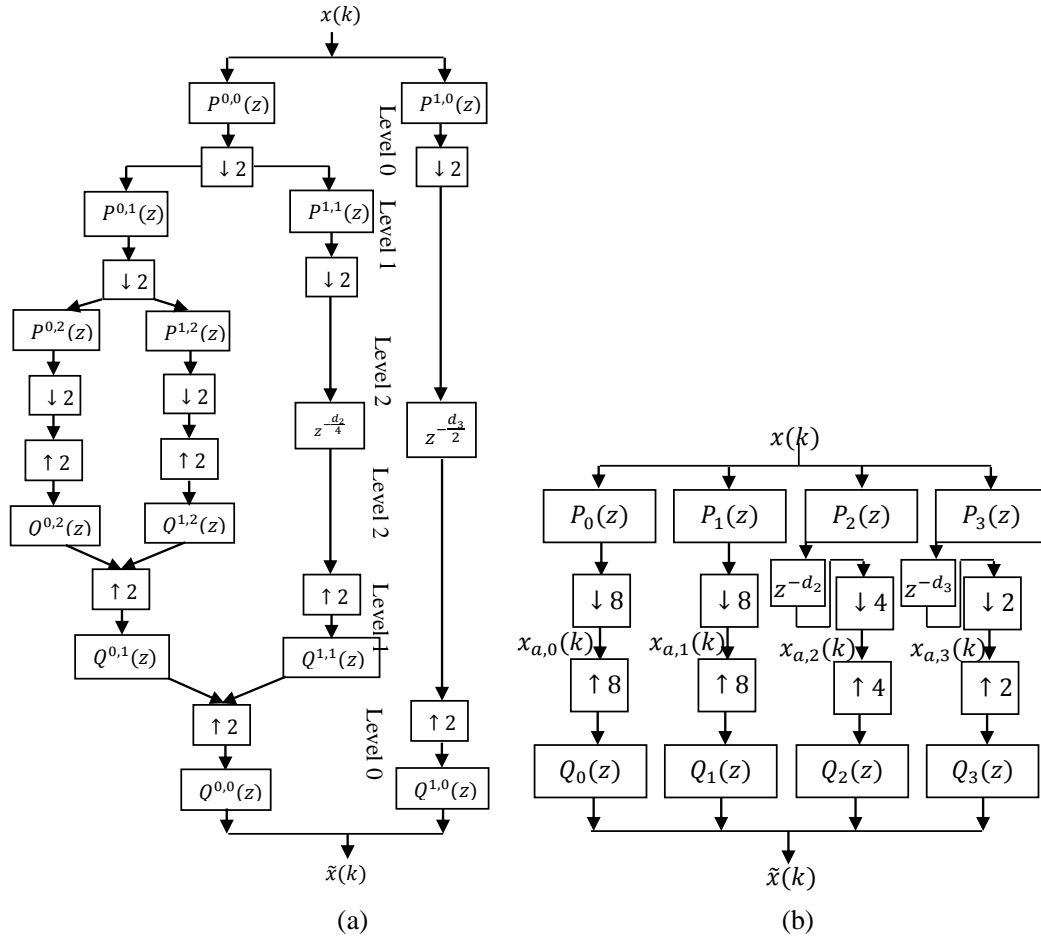 x(k)
P^{0,0}(z)
P^{1,0}(z)
Level 0
↓ 2
↓ 2
P^{0,1}(z)
P^{1,1}(z)
Level 1
↓ 2
↓ 2
P^{0,2}(z)
P^{1,2}(z)
Level 2
↓ 2
↓ 2
z^{-\frac{d_2}{4}}
z^{-\frac{d_3}{2}}
↑ 2
↑ 2
Level 2
Q^{0,2}(z)
Q^{1,2}(z)
↑ 2
↑ 2
Level 1
Q^{0,1}(z)
Q^{1,1}(z)
↑ 2
↑ 2
Level 0
Q^{0,0}(z)
Q^{1,0}(z)
x̃(k)
(a)
x(k)
P_0(z)
P_1(z)
P_2(z)
P_3(z)
z^{-d_2}
z^{-d_3}
↓ 8
↓ 8
↓ 4
↓ 2
x_{a,0}(k)
x_{a,1}(k)
x_{a,2}(k)
x_{a,3}(k)
↑ 8
↑ 8
↑ 4
↑ 2
Q_0(z)
Q_1(z)
Q_2(z)
Q_3(z)
x̃(k)
(b)